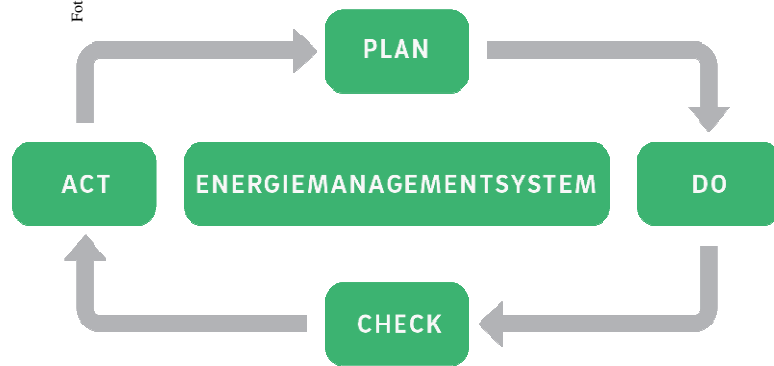 Fot
PLAN
ACT
ENERGIEMANAGEMENTSYSTEM
DO
CHECK